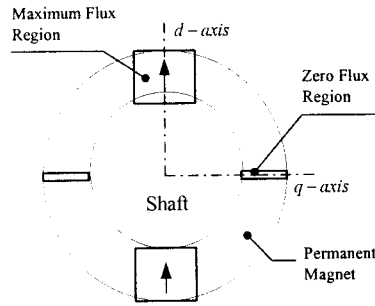 Maximum Flux
Region
d - axis
Zero Flux
Region
q - axis
Shaft
Permanent
Magnet